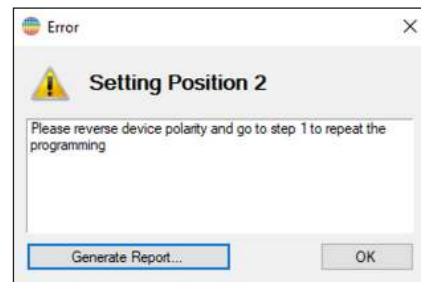 Error
Setting Position 2
Please reverse device polarity and go to step 1 to repeat the
programming
Generate Report...
OK